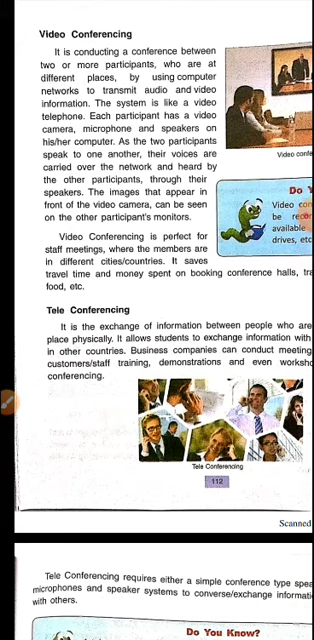 Video Conferencing
It is conducting a conference between
two or more participants, who are at
different places, by using computer
networks to transmit audio and video
information. The system is like a video
telephone. Each participant has a video
camera, microphone and speakers on
his/her computer. As the two participants
speak to one another, their voices are
carried over the network and heard by
the other participants, through their
speakers. The images that appear in
front of the video camera, can be seen
on the other participant's monitors.
Video confe
Do Y
Video con
be recor
available
drives, etc
Video Conferencing is perfect for
staff meetings, where the members are
in different cities/countries. It saves
travel time and money spent on booking conference halls, tra
food, etc.
Tele Conferencing
It is the exchange of information between people who are
place physically. It allows students to exchange information with
in other countries. Business companies can conduct meeting
customers/staff training, demonstrations and even worksho
conferencing.
Tele Conferencing
112
Scanned
Tele Conferencing requires either a simple conference type spea
microphones and speaker systems to converse/exchange informati
with others.
Do You Know?